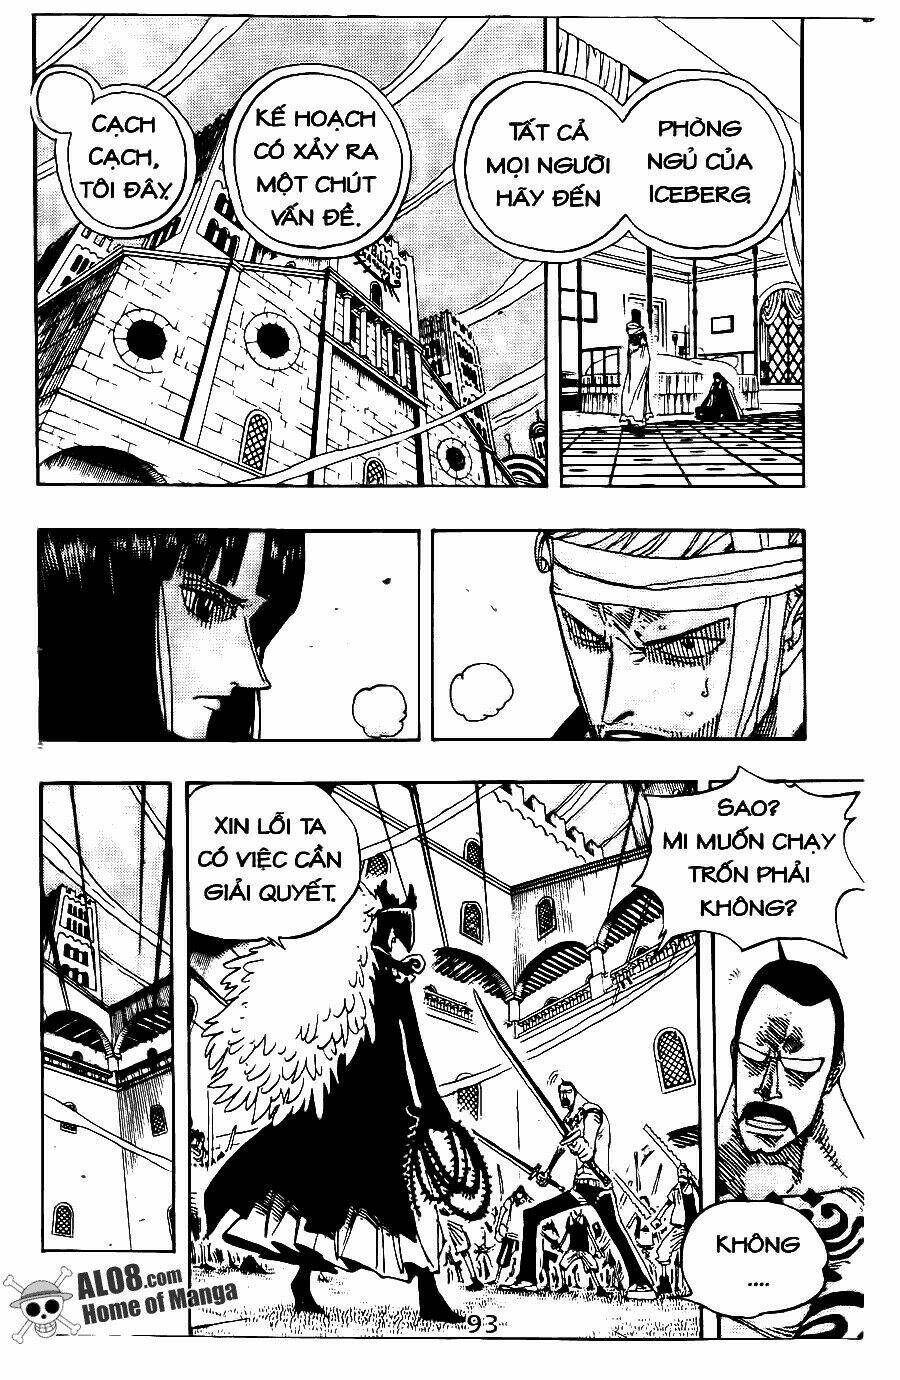 CẠCH
CẠCH,
TÔI ĐÂY.
KẾ HOẠCH
CÓ XẢY RA
MỘT CHÚT
VẤN ĐỀ.
TẤT CẢ
MỌI NGƯỜI
HÃY ĐẾN
PHÒNG
NGỦ CỦA
ICEBERG.
XIN LỖI TA
CÓ VIỆC CẦN
GIẢI QUYẾT.
SAO?
MI MUỐN CHẠY
TRỐN PHẢI
KHÔNG?
KHÔNG
....
ALO8.com
Home of Manga
93